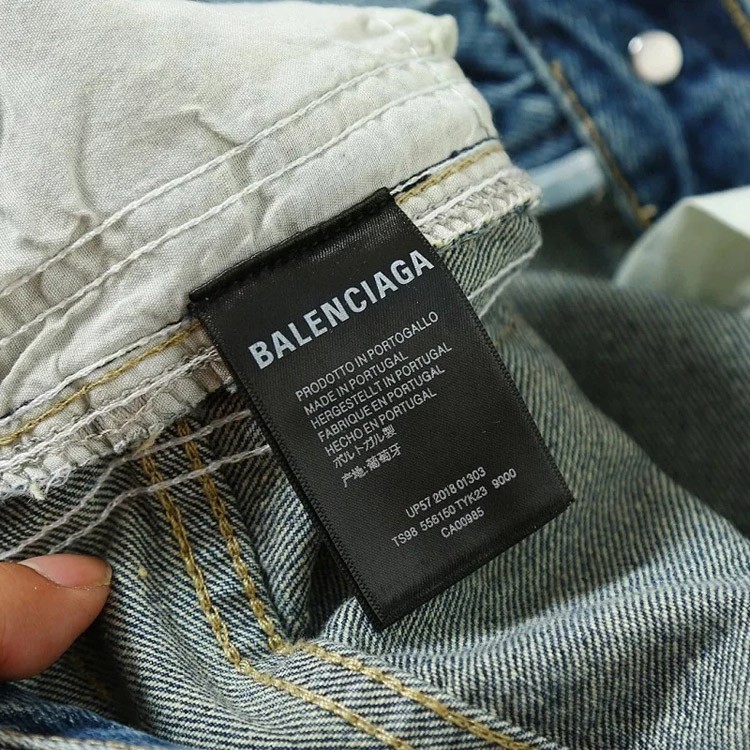 BALENCIAGA
PRODOTTO IN PORTOGALLO
MADE IN PORTUGAL
HERGESTELLT IN PORTUGAL
FABRIQUE EN PORTUGAL
HECHO EN PORTUGAL
ポルトガル製
产地:葡萄牙
UP57 2018 01303
TS98 556150 TYK23 9000
CA00985